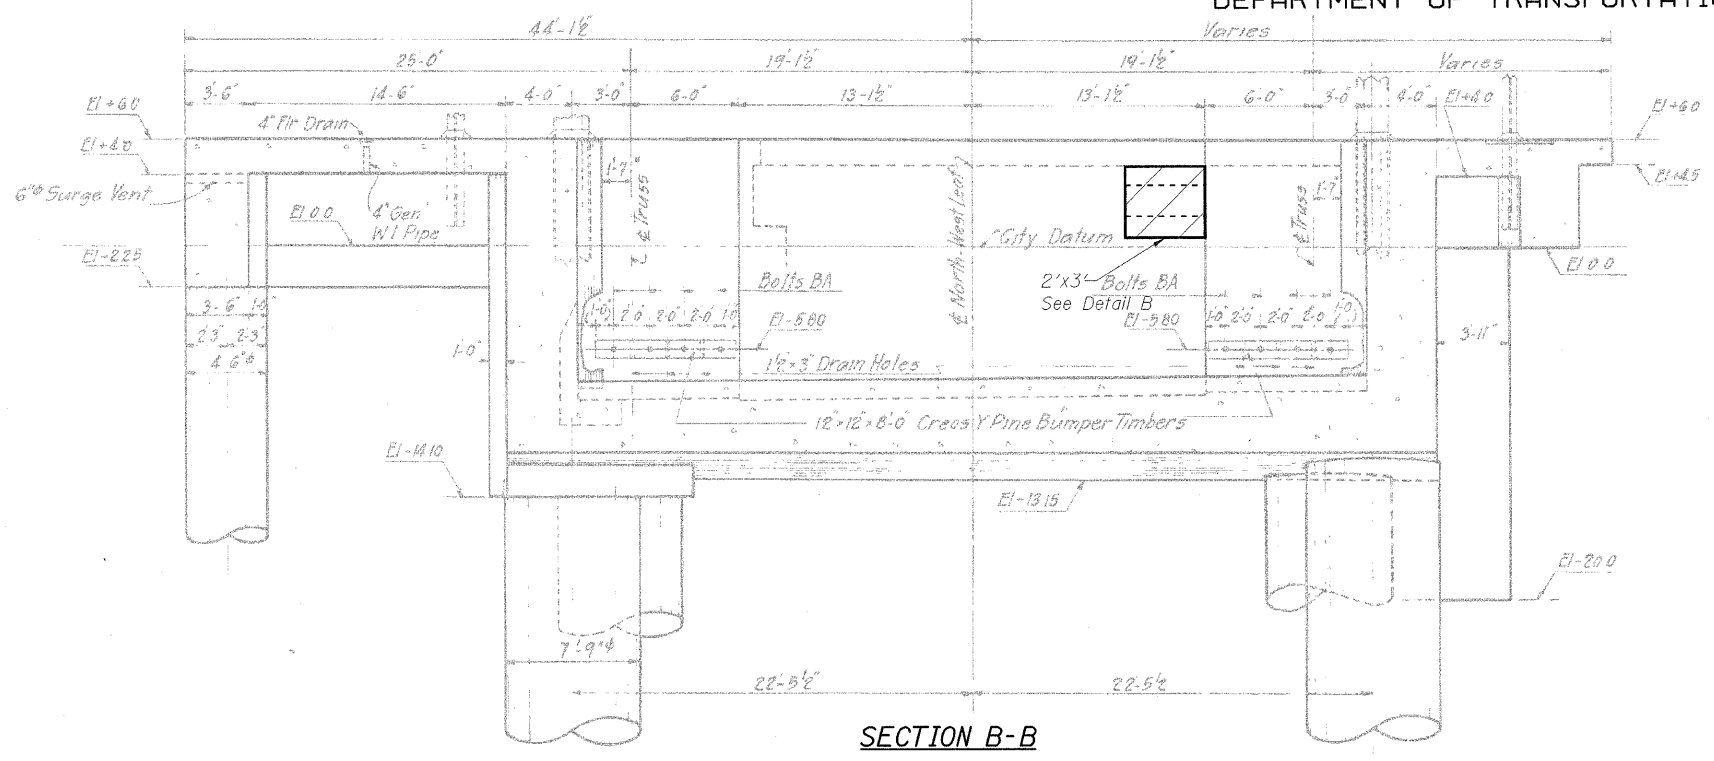 DEPARTMENT OF TRANSPORTATIO
44'-1½"
Varies
25'-0"
19'-1½"
19'-1½"
Varies
3'-6"
14'-6"
4'-0"
3'-0"
6'-0"
13'-1½"
13'-1½"
6'-0"
3'-0"
4'-0"
El +6.0
4" Flr Drain
El +4.0
El +6.0
El +4.0
6"φ Surge Vent
1'-7"
℄ Truss
℄ North-West Leaf
℄ Truss
1'-7"
El +4.5
El 0.0
4" Gen'
W.I. Pipe
City Datum
El -2.25
Bolts BA
2'x3'
Bolts BA
See Detail B
El 0.0
3'-6"
1'-0"
1'-0"
2'-0"
2'-0"
2'-0"
1'-0"
El -5.80
El -5.80
1'-0"
2'-0"
2'-0"
2'-0"
1'-0"
2'-3"
2'-3"
4'-6"φ
1'-0"
3'-11"
1½"×3" Drain Holes
12"×12"×8'-0" Creos Y. Pine Bumper Timbers
El -14.10
El -13.15
El -20.0
7'-9"φ
22'-5½"
22'-5½
SECTION B-B